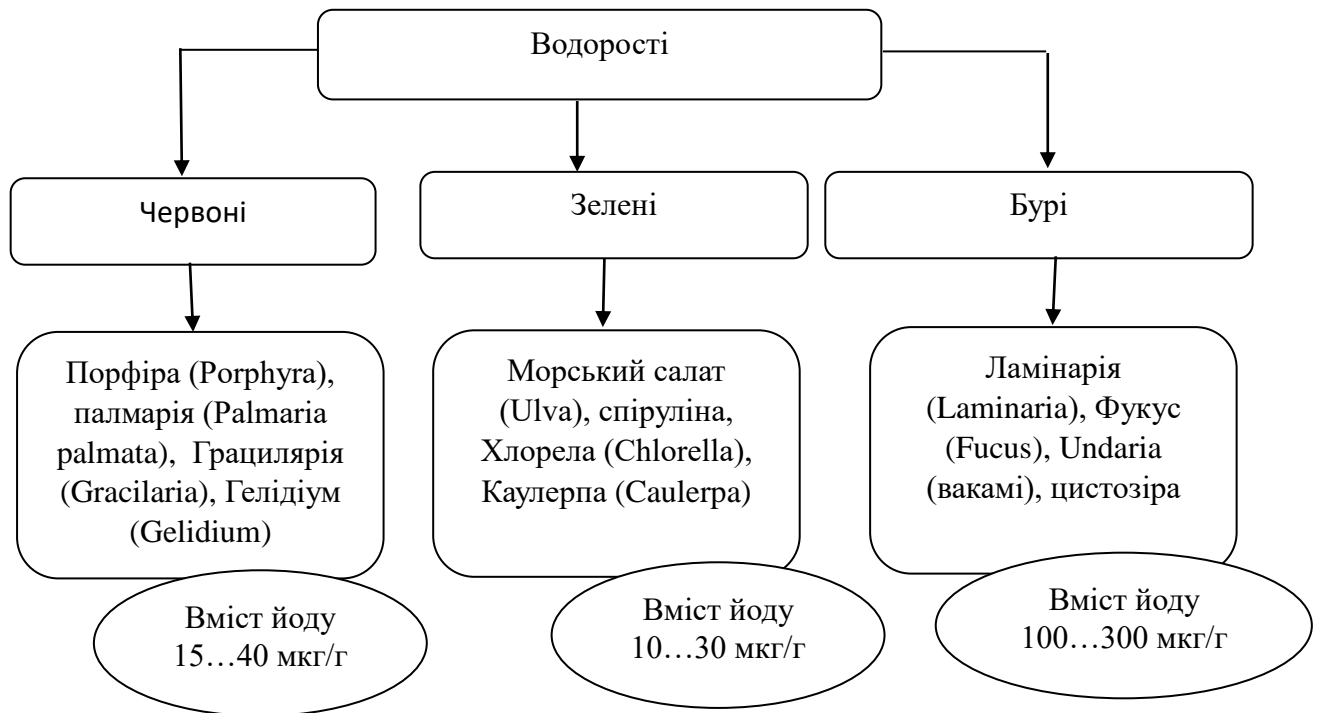 Водорості
Червоні
Зелені
Бурі
Порфіра (Porphyra),
палмарія (Palmaria
palmata), Грацилярія
(Gracilaria), Гелідіум
(Gelidium)
Морський салат
(Ulva), спіруліна,
Хлорела (Chlorella),
Каулерпа (Caulerpa)
Ламінарія
(Laminaria), Фукус
(Fucus), Undaria
(вакамі), цистозіра
Вміст йоду
15…40 мкг/г
Вміст йоду
10…30 мкг/г
Вміст йоду
100…300 мкг/г